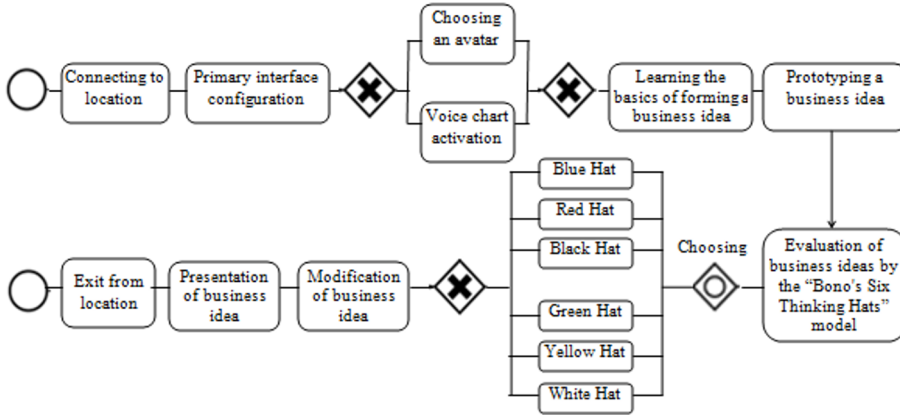 Connecting to
location
Primary interface
configuration
Choosing
an avatar
Voice chart
activation
Learning the
basics of forming a
business idea
Prototyping a
business idea
Evaluation of
business ideas by
the “Bono's Six
Thinking Hats”
model
Choosing
Blue Hat
Red Hat
Black Hat
Green Hat
Yellow Hat
White Hat
Modification
of business
idea
Presentation
of business
idea
Exit from
location